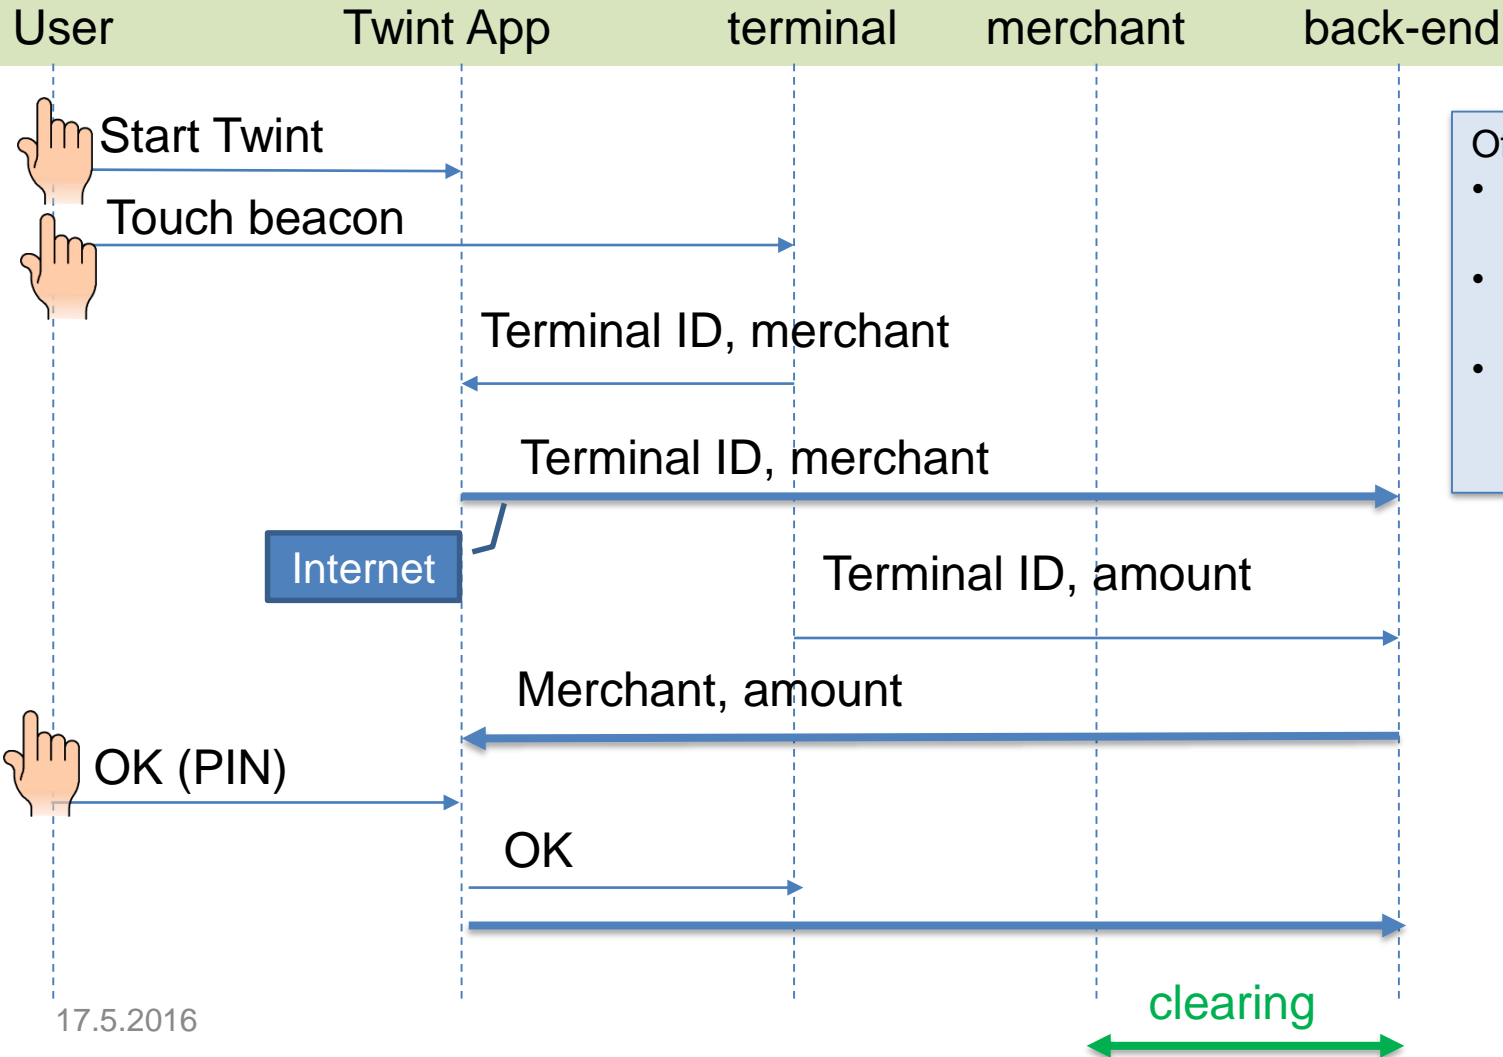 User Twint App terminal merchant back-end
Start Twint
Touch beacon
Terminal ID, merchant
Terminal ID, merchant
Internet
Terminal ID, amount
Merchant, amount
OK (PIN)
OK
clearing
17.5.2016